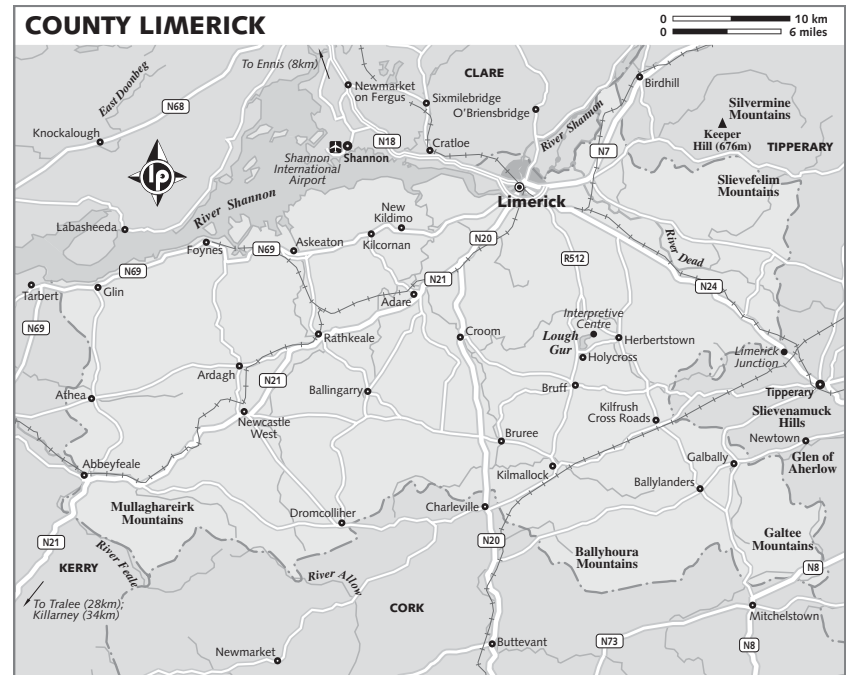 COUNTY LIMERICK
0 10 km
0 6 miles
To Ennis (8km)
CLARE
Newmarket
on Fergus
Sixmilebridge
O'Briensbridge
River Shannon
Birdhill
Silvermine
Mountains
Keeper
Hill (676m)
TIPPERARY
East Doonbeg
N68
Knockalough
lp
N18
Cratloe
Shannon
Shannon
International
Airport
N7
Slievefelim
Mountains
Limerick
River Shannon
Labasheeda
New
Kildimo
Kilcornan
Askeaton
Foynes
N69
N69
N20
R512
River Dead
N24
Tarbert
Glin
N69
N21
Adare
Rathkeale
Croom
Interpretive
Centre
Lough
Gur
Herbertstown
Holycross
Limerick
Junction
Ardagh
N21
Ballingarry
Bruff
Tipperary
Athea
Newcastle
West
Kilfrush
Cross Roads
Slievenamuck
Hills
Newtown
Bruree
Glen of
Aherlow
Galbally
Abbeyfeale
Kilmallock
Ballylanders
Mullaghareirk
Mountains
Dromcolliher
Charleville
N21
N20
Ballyhoura
Mountains
Galtee
Mountains
KERRY
River Feale
River Allow
N8
To Tralee (28km);
Killarney (34km)
CORK
Mitchelstown
Newmarket
Buttevant
N73
N8